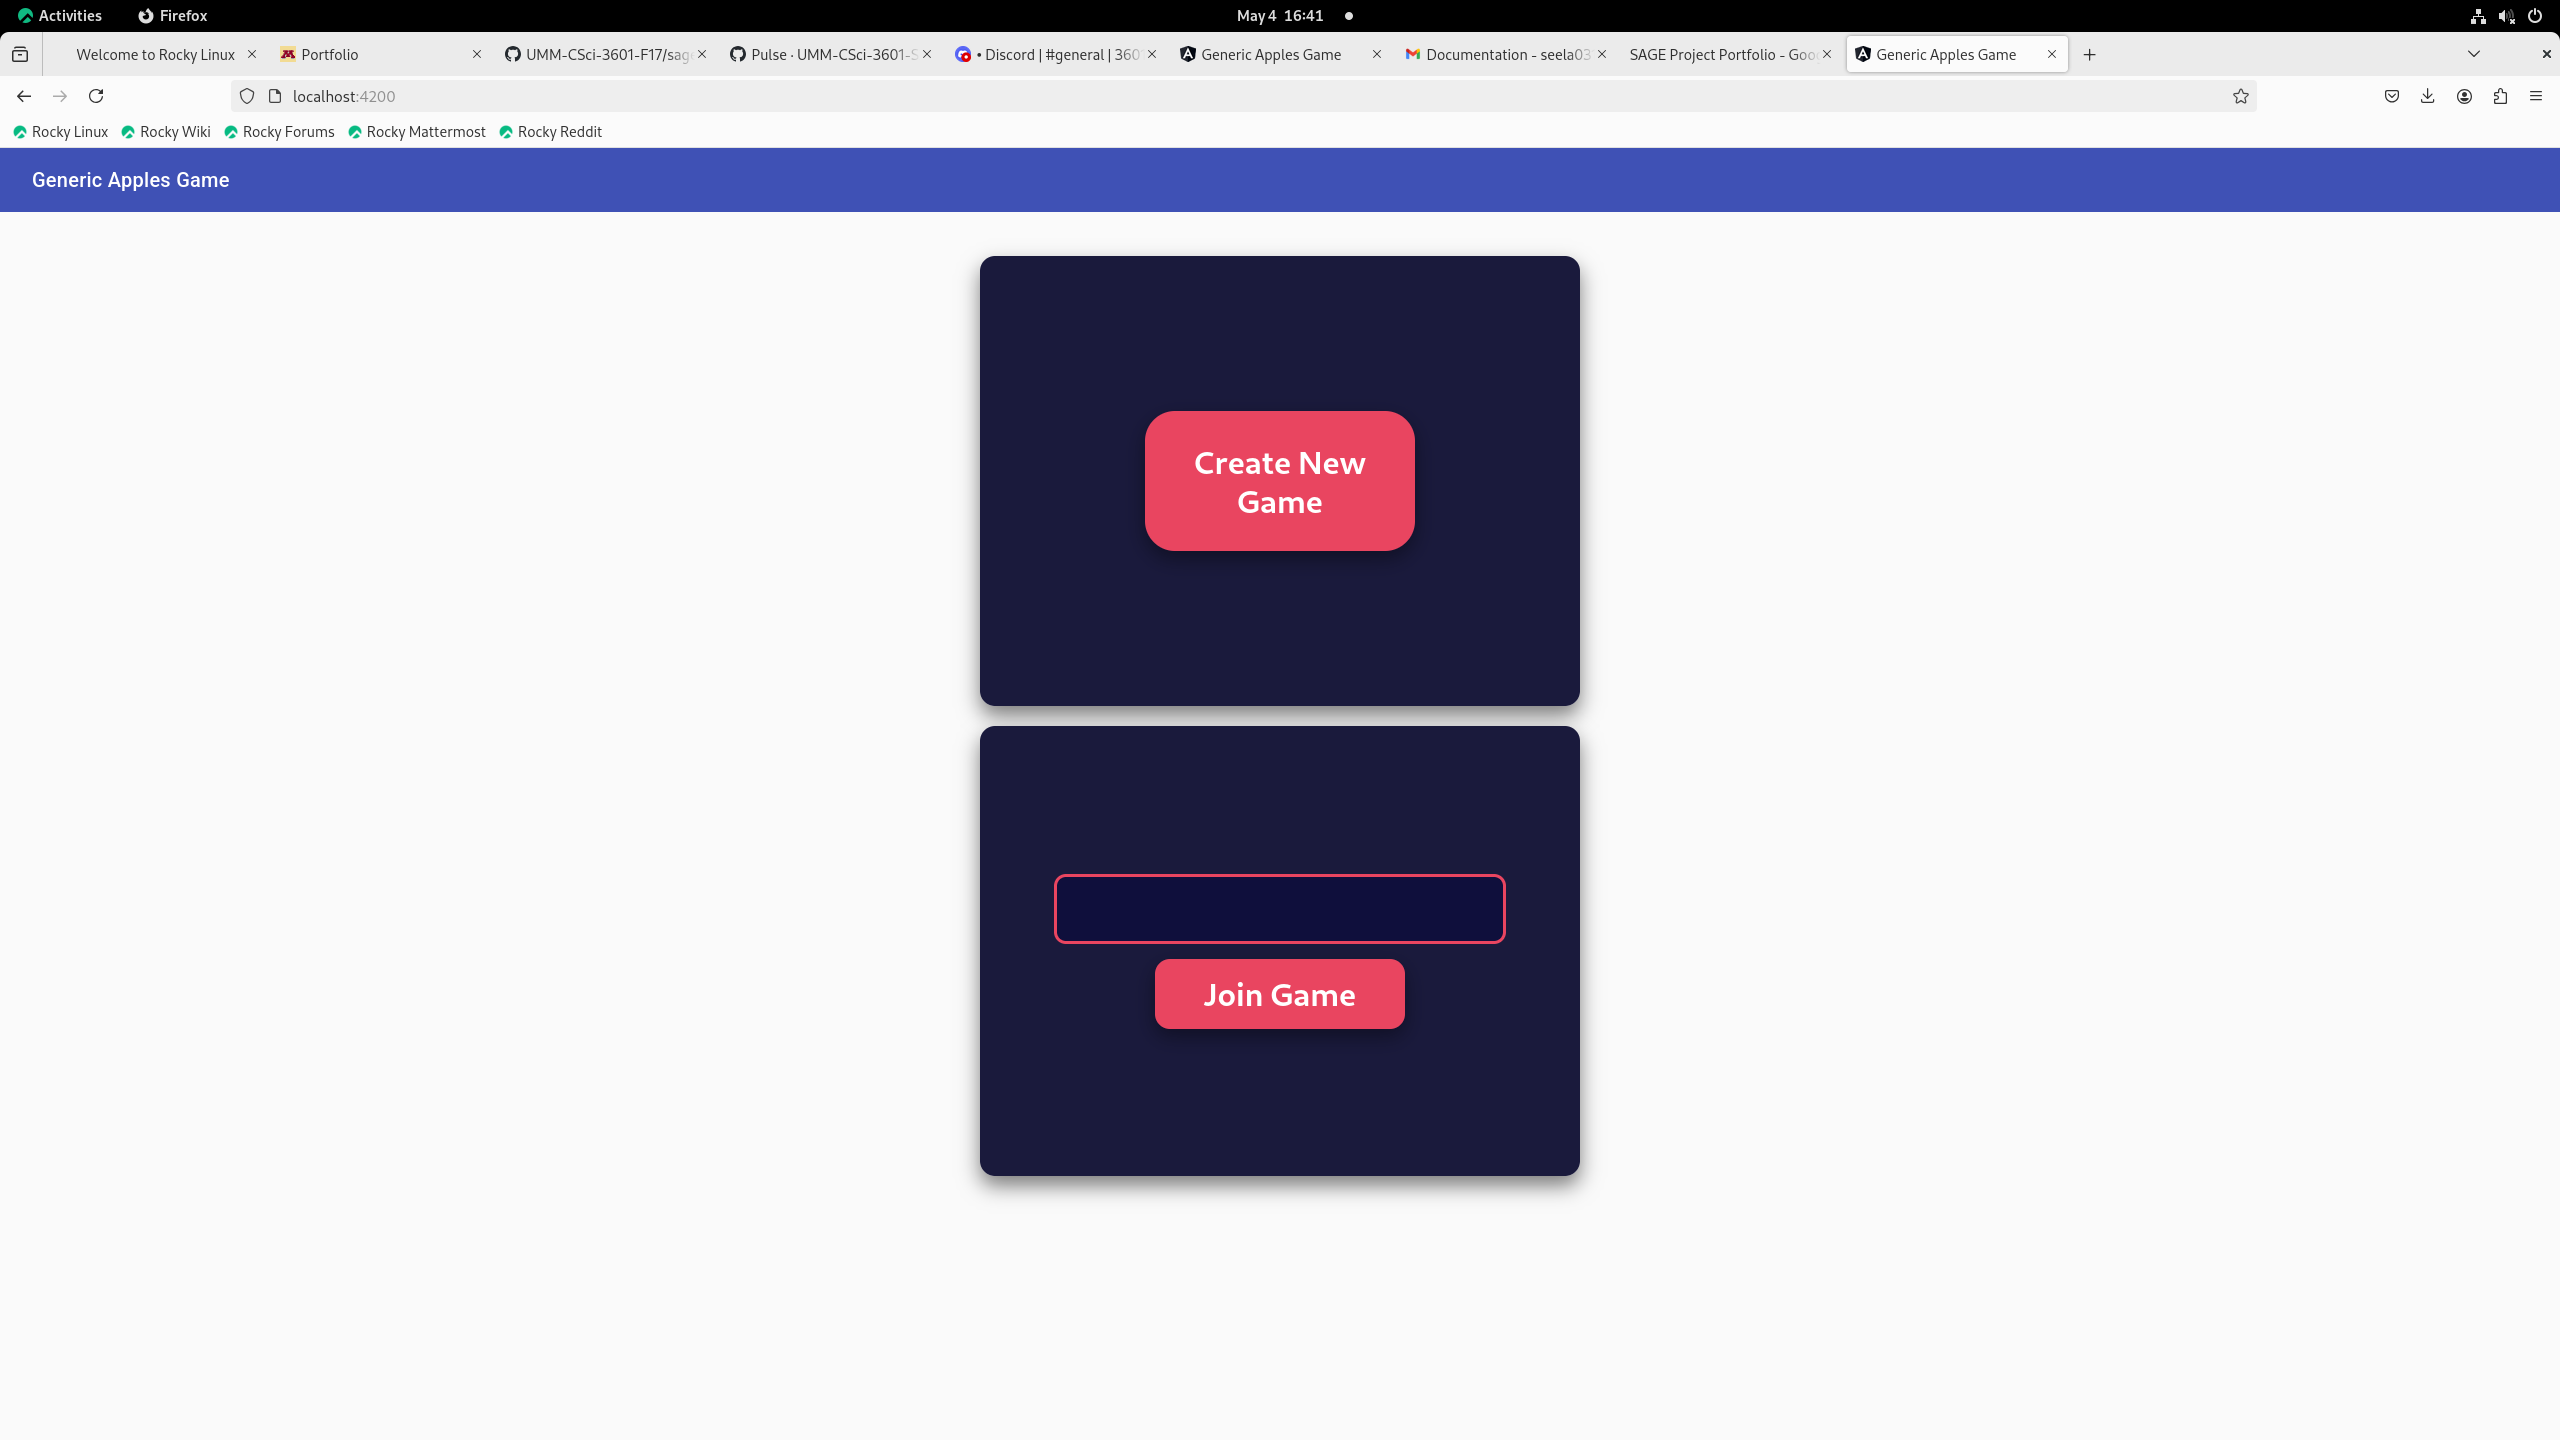 Activities Firefox May 4 16:41
Welcome to Rocky Linux Portfolio UMM-CSci-3601-F17/sag Pulse · UMM-CSci-3601-S • Discord | #general | 3601 Generic Apples Game Documentation - seela03 SAGE Project Portfolio - Goo Generic Apples Game
localhost:4200
Rocky Linux Rocky Wiki Rocky Forums Rocky Mattermost Rocky Reddit
Generic Apples Game
Create New
Game
Join Game